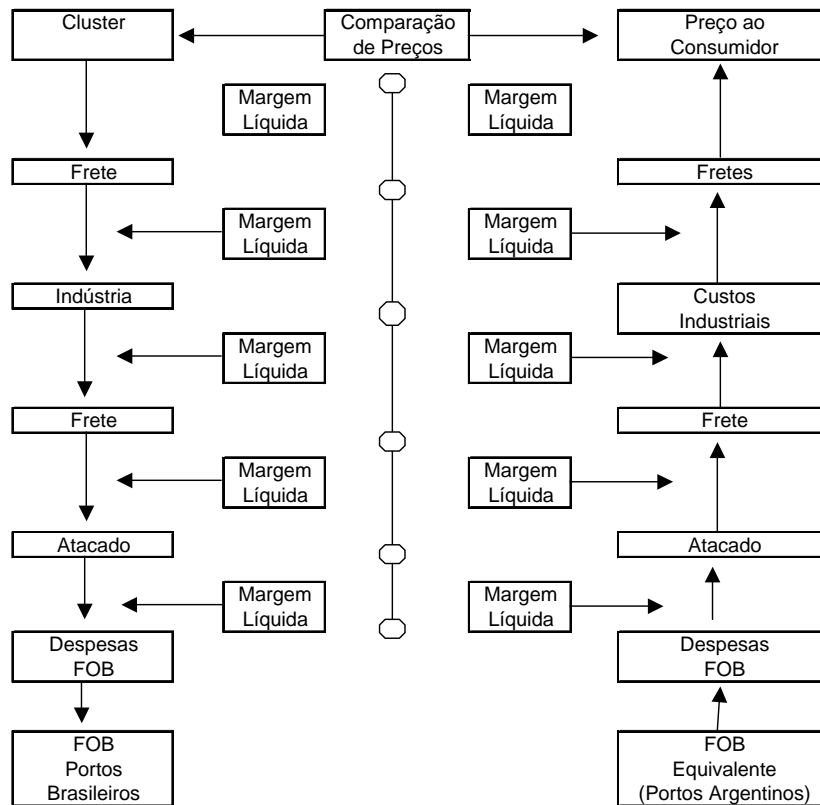 Cluster
Comparação
de Preços
Preço ao
Consumidor
Margem
Líquida
Margem
Líquida
Frete
Fretes
Margem
Líquida
Margem
Líquida
Indústria
Custos
Industriais
Margem
Líquida
Margem
Líquida
Frete
Frete
Margem
Líquida
Margem
Líquida
Atacado
Atacado
Margem
Líquida
Margem
Líquida
Despesas
FOB
Despesas
FOB
FOB
Portos
Brasileiros
FOB
Equivalente
(Portos Argentinos)